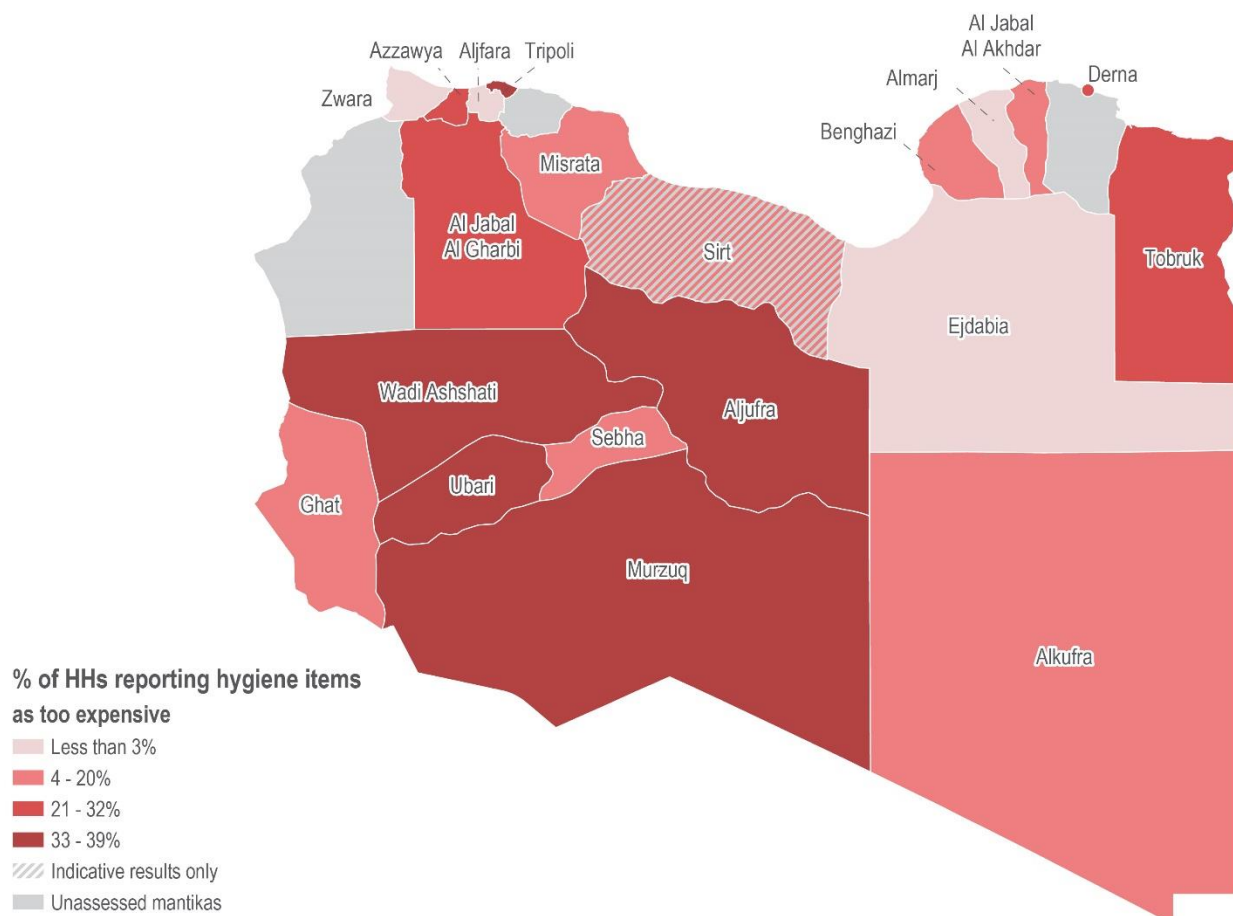 Al Jabal
Al Akhdar
Azzawya
Aljfara
Tripoli
Derna
Almarj
Zwara
Benghazi
Misrata
Al Jabal
Al Gharbi
Sirt
Tobruk
Ejdabia
Wadi Ashshati
Aljufra
Sebha
Ubari
Ghat
Murzuq
Alkufra
% of HHs reporting hygiene items
as too expensive
Less than 3%
4 - 20%
21 - 32%
33 - 39%
Indicative results only
Unassessed mantikas